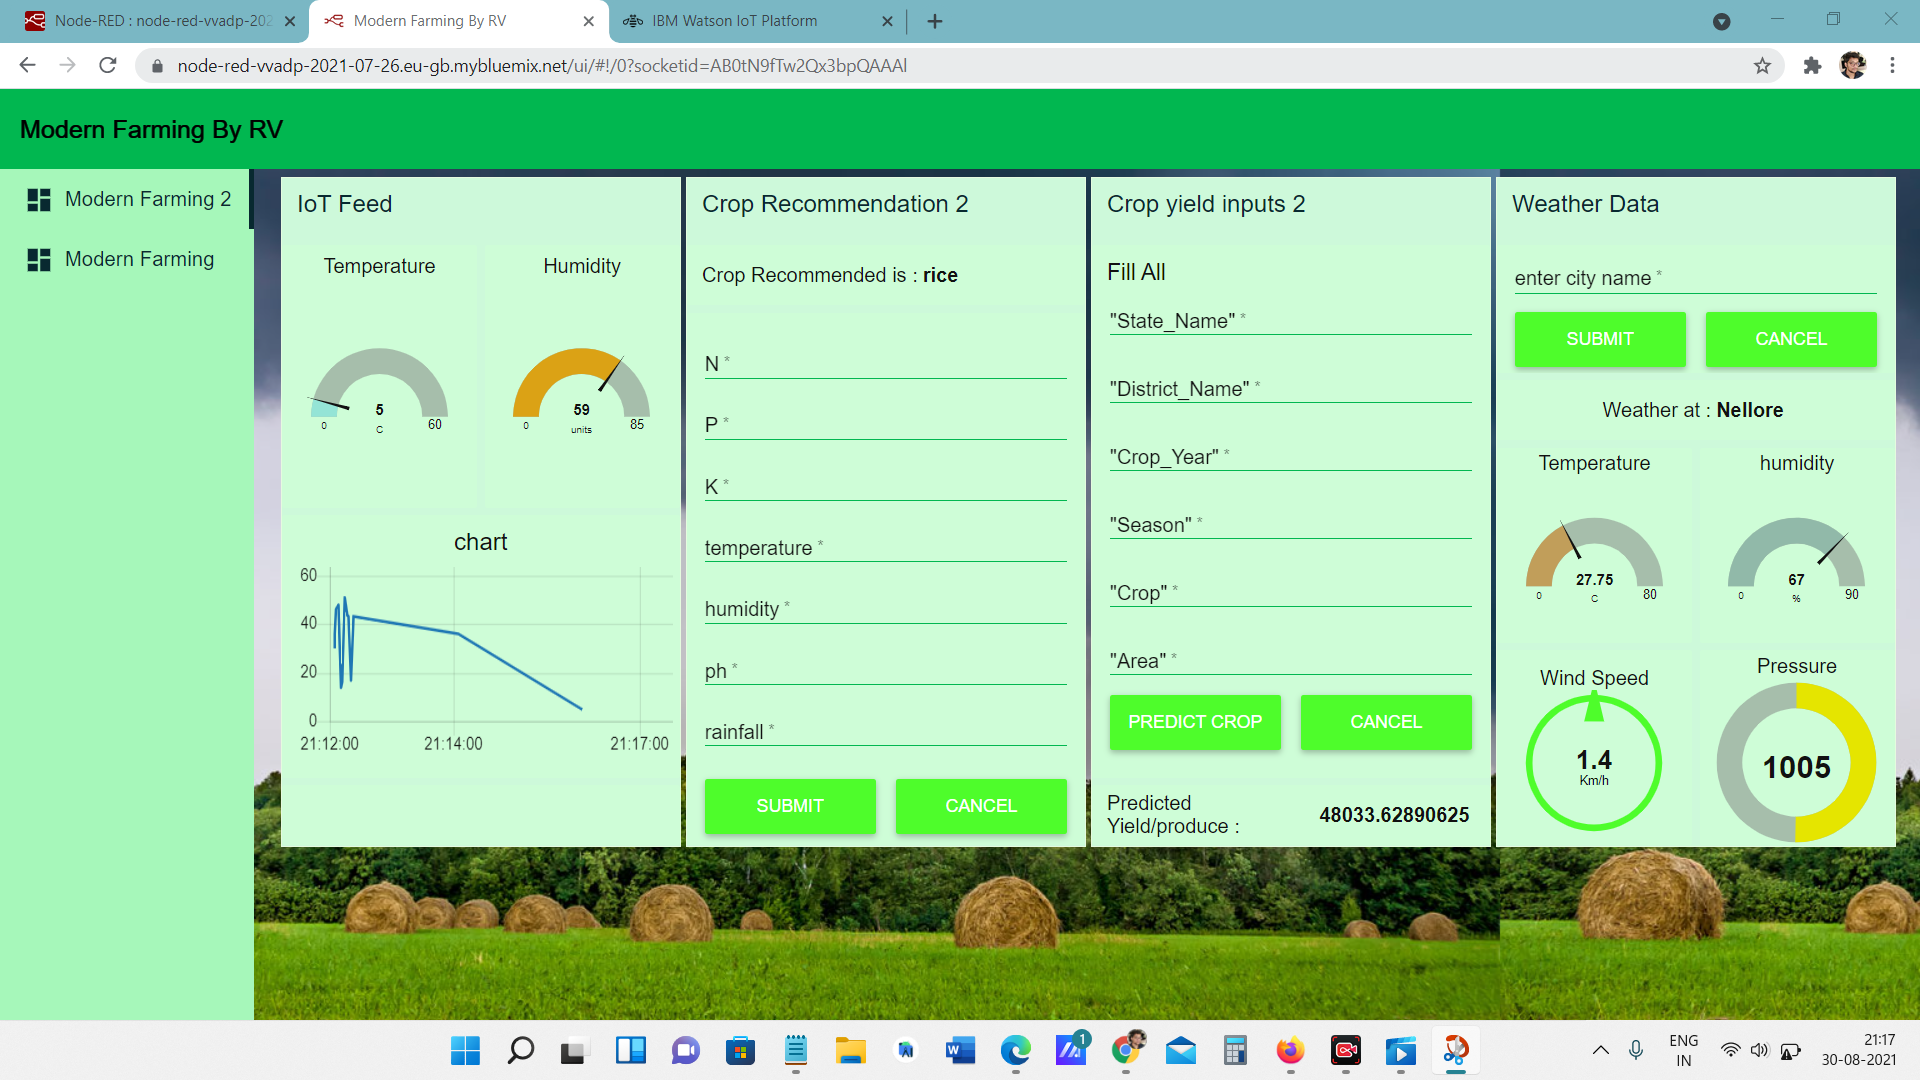 Node-RED : node-red-vvadp-202
Modern Farming By RV
IBM Watson IoT Platform
node-red-vvadp-2021-07-26.eu-gb.mybluemix.net/ui/#!/0?socketid=AB0tN9fTw2Qx3bpQAAAl
Modern Farming By RV
Modern Farming 2
Modern Farming
IoT Feed
Temperature
5
C
0
60
Humidity
59
units
0
85
chart
60
40
20
0
21:12:00
21:14:00
21:17:00
Crop Recommendation 2
Crop Recommended is : rice
N *
P *
K *
temperature *
humidity *
ph *
rainfall *
SUBMIT
CANCEL
Crop yield inputs 2
Fill All
"State_Name" *
"District_Name" *
"Crop_Year" *
"Season" *
"Crop" *
"Area" *
PREDICT CROP
CANCEL
Predicted
Yield/produce :
48033.62890625
Weather Data
enter city name *
SUBMIT
CANCEL
Weather at : Nellore
Temperature
27.75
C
0
80
humidity
67
%
0
90
Wind Speed
1.4
Km/h
Pressure
1005
1
ENG
IN
21:17
30-08-2021